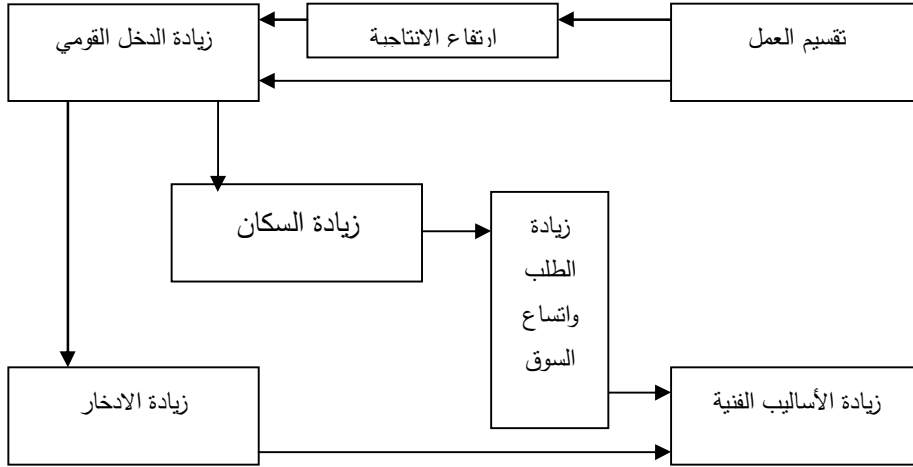 تقسيم العمل
ارتفاع الانتاجية
زيادة الدخل القومي
زيادة السكان
زيادة
الطلب
واتساع
السوق
زيادة الادخار
زيادة الأساليب الفنية